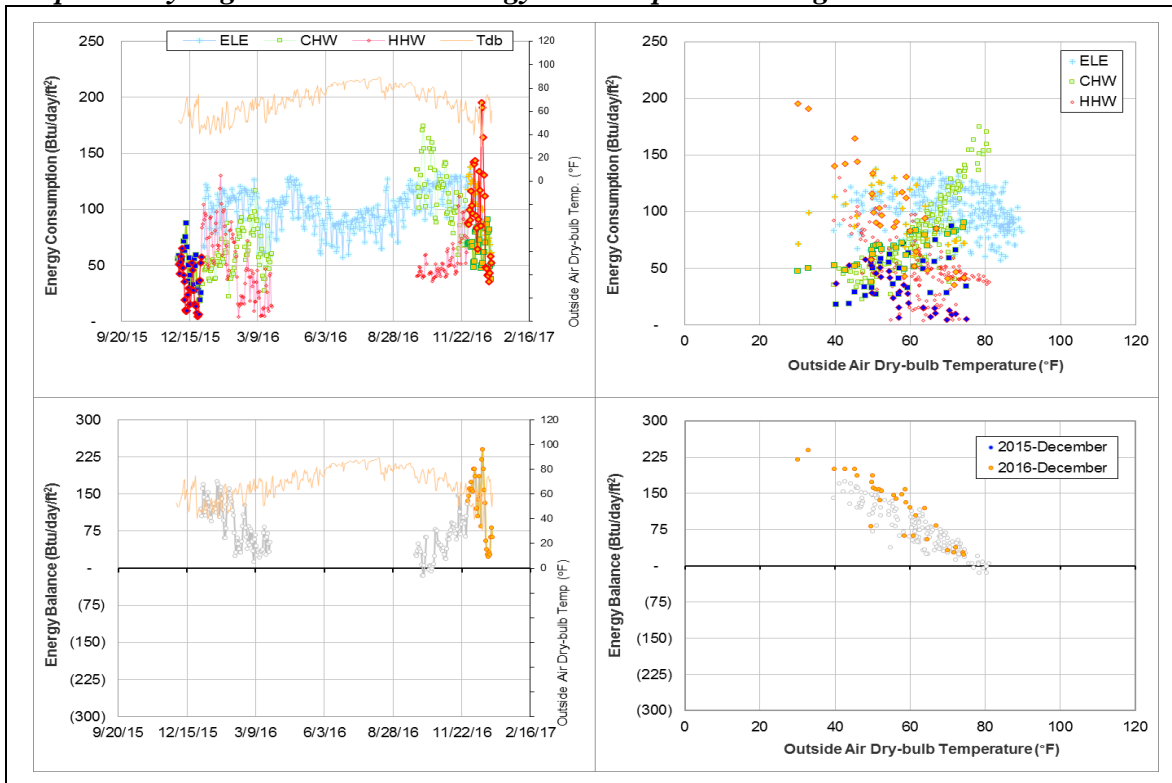 ELE CHW HHW Tdb
Energy Consumption (Btu/day/ft²)
250
200
150
100
50
-
120
100
80
60
40
20
0
Outside Air Dry-bulb Temp. (°F)
9/20/15 12/15/15 3/9/16 6/3/16 8/28/16 11/22/16 2/16/17
ELE
CHW
HHW
Energy Consumption (Btu/day/ft²)
250
200
150
100
50
-
0 20 40 60 80 100 120
Outside Air Dry-bulb Temperature (°F)
Energy Balance (Btu/day/ft²)
300
225
150
75
-
(75)
(150)
(225)
(300)
120
100
80
60
40
20
0
Outside Air Dry-bulb Temp (°F)
9/20/15 12/15/15 3/9/16 6/3/16 8/28/16 11/22/16 2/16/17
2015-December
2016-December
Energy Balance (Btu/day/ft²)
300
225
150
75
-
(75)
(150)
(225)
(300)
0 20 40 60 80 100 120
Outside Air Dry-bulb Temperature (°F)